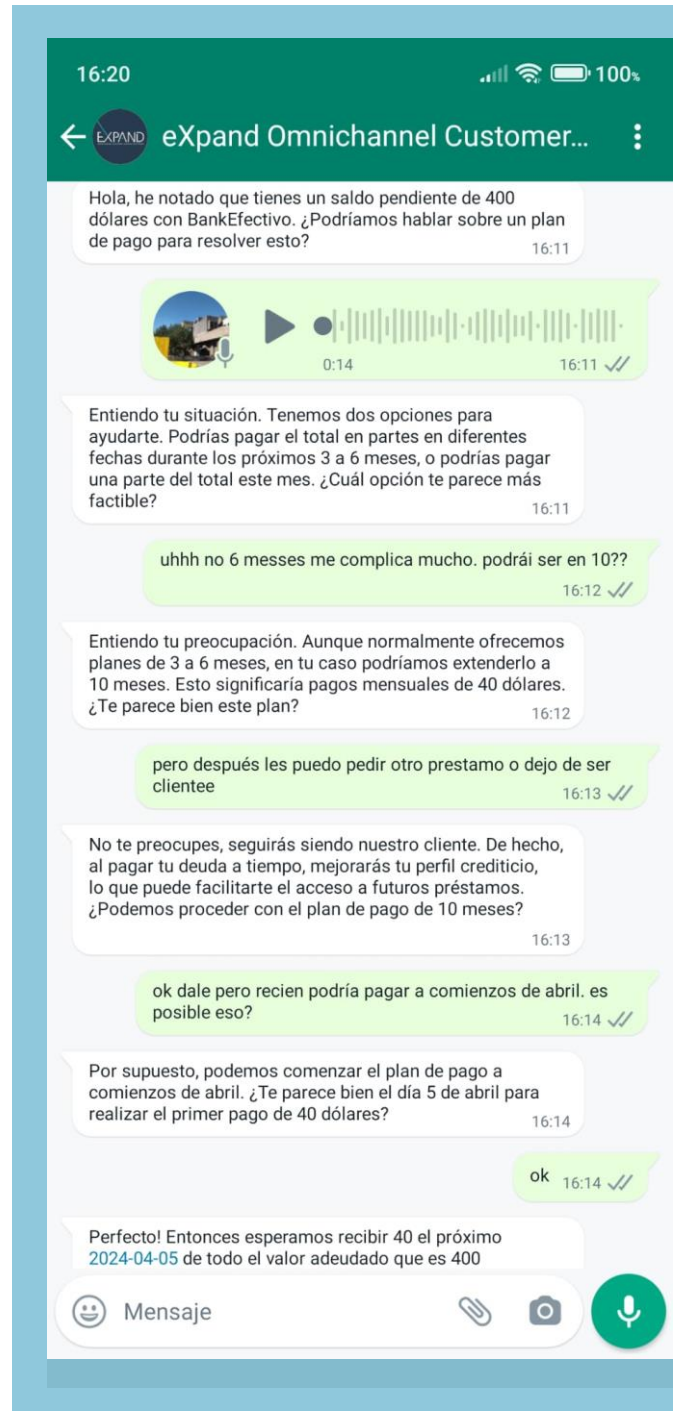 16:20
100%
EXPAND
eXpand Omnichannel Customer...
Hola, he notado que tienes un saldo pendiente de 400
dólares con BankEfectivo. ¿Podríamos hablar sobre un plan
de pago para resolver esto?
16:11
0:14
16:11
Entiendo tu situación. Tenemos dos opciones para
ayudarte. Podrías pagar el total en partes en diferentes
fechas durante los próximos 3 a 6 meses, o podrías pagar
una parte del total este mes. ¿Cuál opción te parece más
factible?
16:11
uhhh no 6 messes me complica mucho. podrái ser en 10??
16:12
Entiendo tu preocupación. Aunque normalmente ofrecemos
planes de 3 a 6 meses, en tu caso podríamos extenderlo a
10 meses. Esto significaría pagos mensuales de 40 dólares.
¿Te parece bien este plan?
16:12
pero después les puedo pedir otro prestamo o dejo de ser
clientee
16:13
No te preocupes, seguirás siendo nuestro cliente. De hecho,
al pagar tu deuda a tiempo, mejorarás tu perfil crediticio,
lo que puede facilitarte el acceso a futuros préstamos.
¿Podemos proceder con el plan de pago de 10 meses?
16:13
ok dale pero recien podría pagar a comienzos de abril. es
posible eso?
16:14
Por supuesto, podemos comenzar el plan de pago a
comienzos de abril. ¿Te parece bien el día 5 de abril para
realizar el primer pago de 40 dólares?
16:14
ok
16:14
Perfecto! Entonces esperamos recibir 40 el próximo
2024-04-05 de todo el valor adeudado que es 400
Mensaje